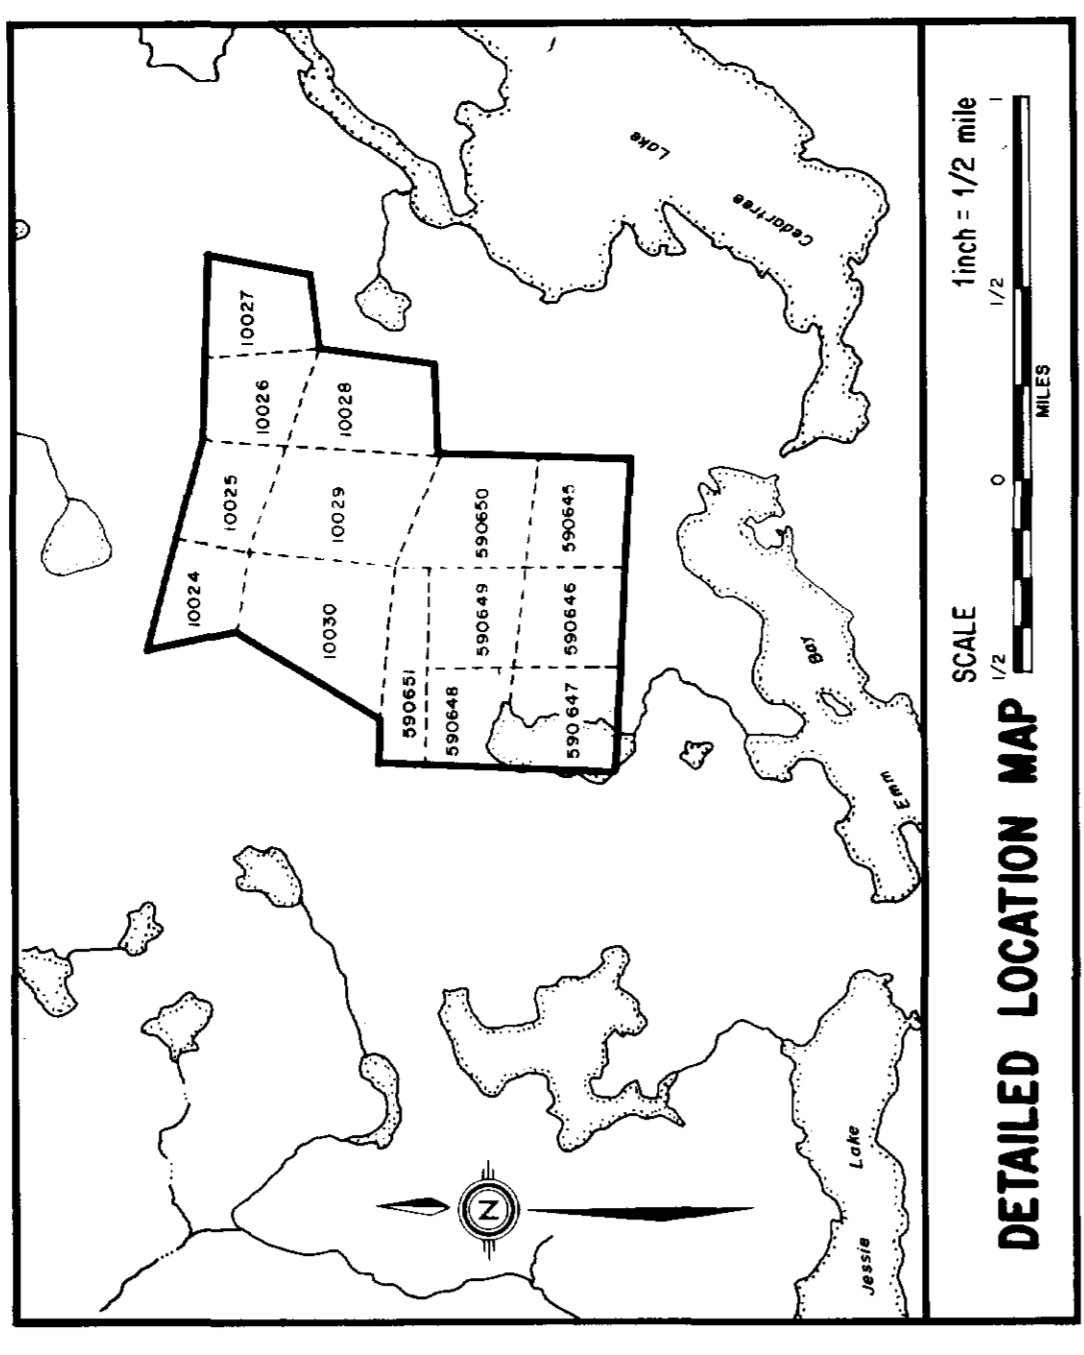 10024
10025
10026
10027
10030
10029
10028
590651
590648
590649
590650
590647
590646
590645
Lake
Cedartree
Emm
Bay
Jessie
Lake
N
SCALE
1inch = 1/2 mile
1/2
0
1/2
1
MILES
DETAILED LOCATION MAP